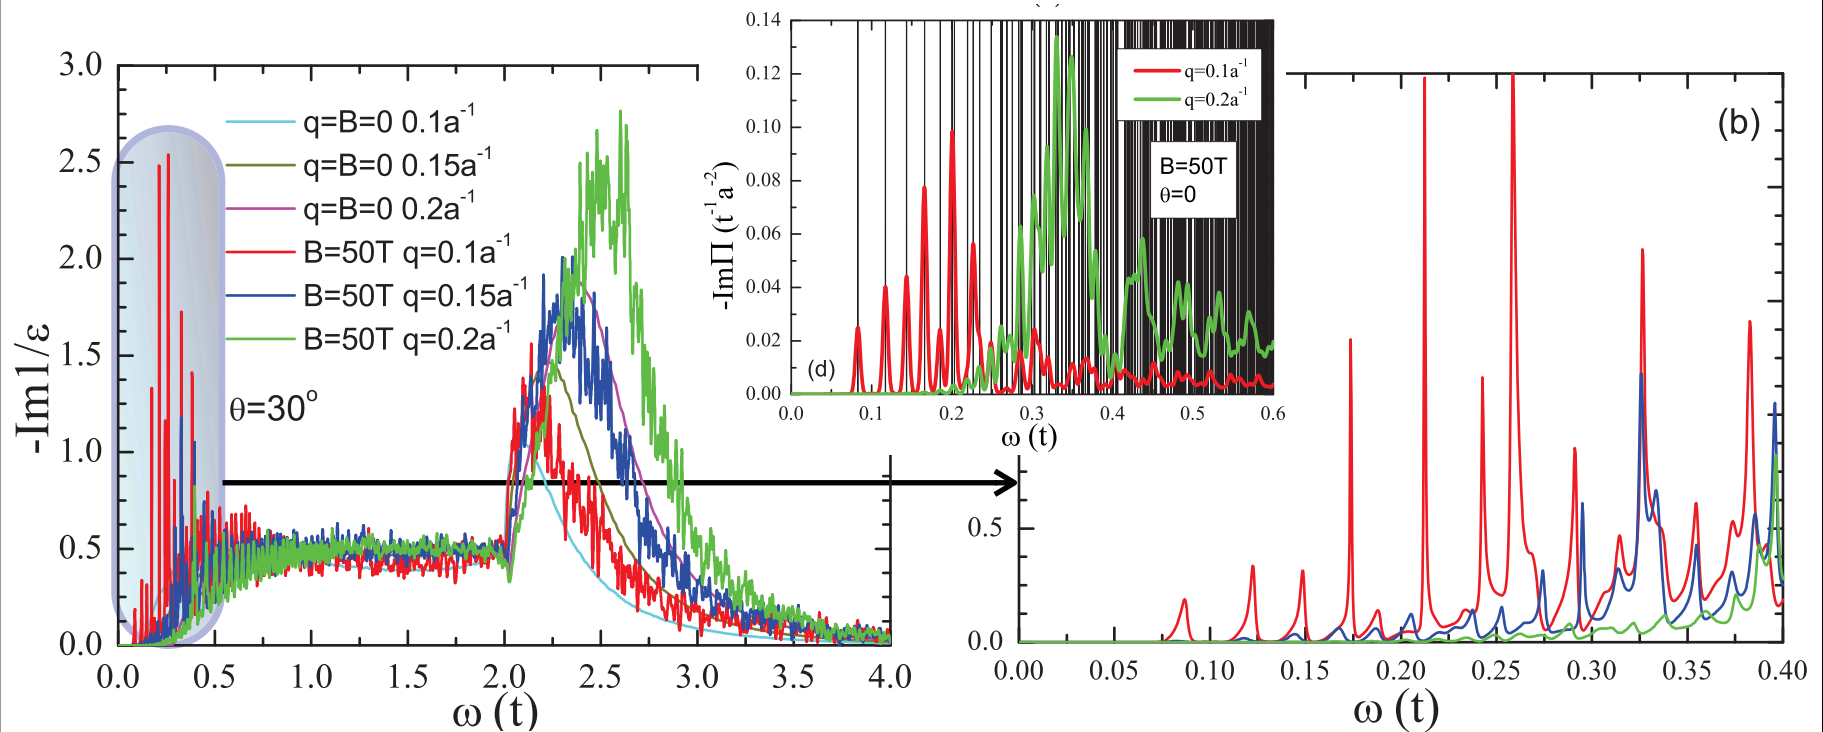 3.0
2.5
2.0
1.5
1.0
0.5
0.0
-Im1/ε
q=B=0 0.1a⁻¹
q=B=0 0.15a⁻¹
q=B=0 0.2a⁻¹
B=50T q=0.1a⁻¹
B=50T q=0.15a⁻¹
B=50T q=0.2a⁻¹
θ=30°
0.0 0.5 1.0 1.5 2.0 2.5 3.0 3.5 4.0
ω (t)
0.14
0.12
0.10
0.08
0.06
0.04
0.02
0.00
-ImΠ (t⁻¹a⁻²)
q=0.1a⁻¹
q=0.2a⁻¹
B=50T
θ=0
(d)
0.0 0.1 0.2 0.3 0.4 0.5 0.6
ω (t)
(b)
0.5
0.0
0.00 0.05 0.10 0.15 0.20 0.25 0.30 0.35 0.40
ω (t)